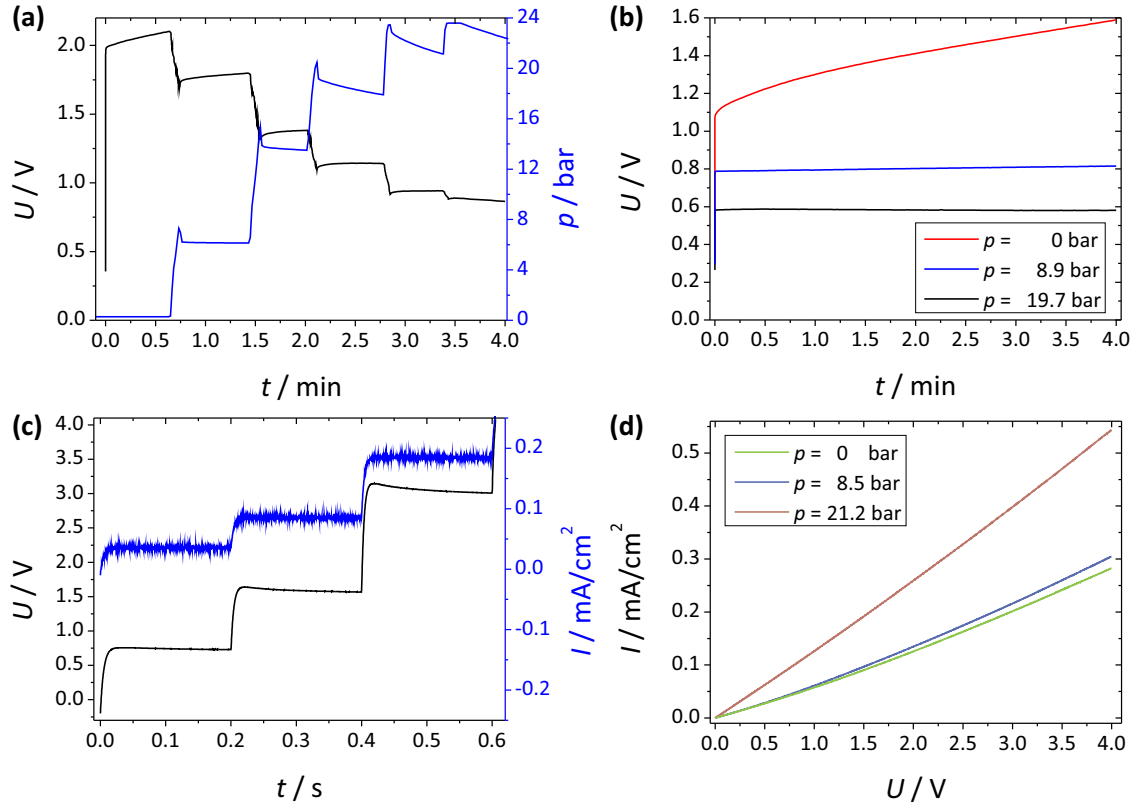 (a)
2.0
1.5
1.0
0.5
0.0
U / V
0.0 0.5 1.0 1.5 2.0 2.5 3.0 3.5 4.0
t / min
24
20
16
12
8
4
0
p / bar
(b)
1.6
1.4
1.2
1.0
0.8
0.6
0.4
0.2
0.0
U / V
p = 0 bar
p = 8.9 bar
p = 19.7 bar
0.0 0.5 1.0 1.5 2.0 2.5 3.0 3.5 4.0
t / min
(c)
4.0
3.5
3.0
2.5
2.0
1.5
1.0
0.5
0.0
U / V
0.0 0.1 0.2 0.3 0.4 0.5 0.6
t / s
0.2
0.1
0.0
-0.1
-0.2
I / mA/cm²
(d)
0.5
0.4
0.3
0.2
0.1
0.0
I / mA/cm²
p = 0 bar
p = 8.5 bar
p = 21.2 bar
0.0 0.5 1.0 1.5 2.0 2.5 3.0 3.5 4.0
U / V